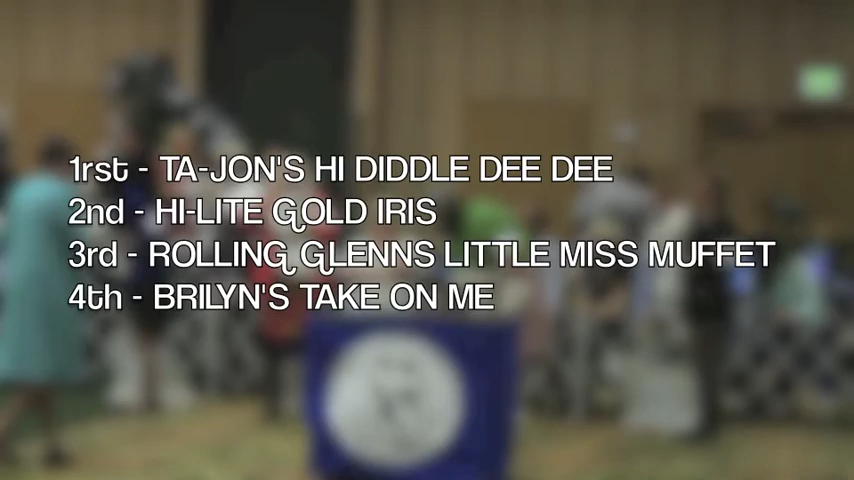 1rst - TA-JON'S HI DIDDLE DEE DEE
2nd - HI-LITE GOLD IRIS
3rd - ROLLING GLENNS LITTLE MISS MUFFET
4th - BRILYN'S TAKE ON ME